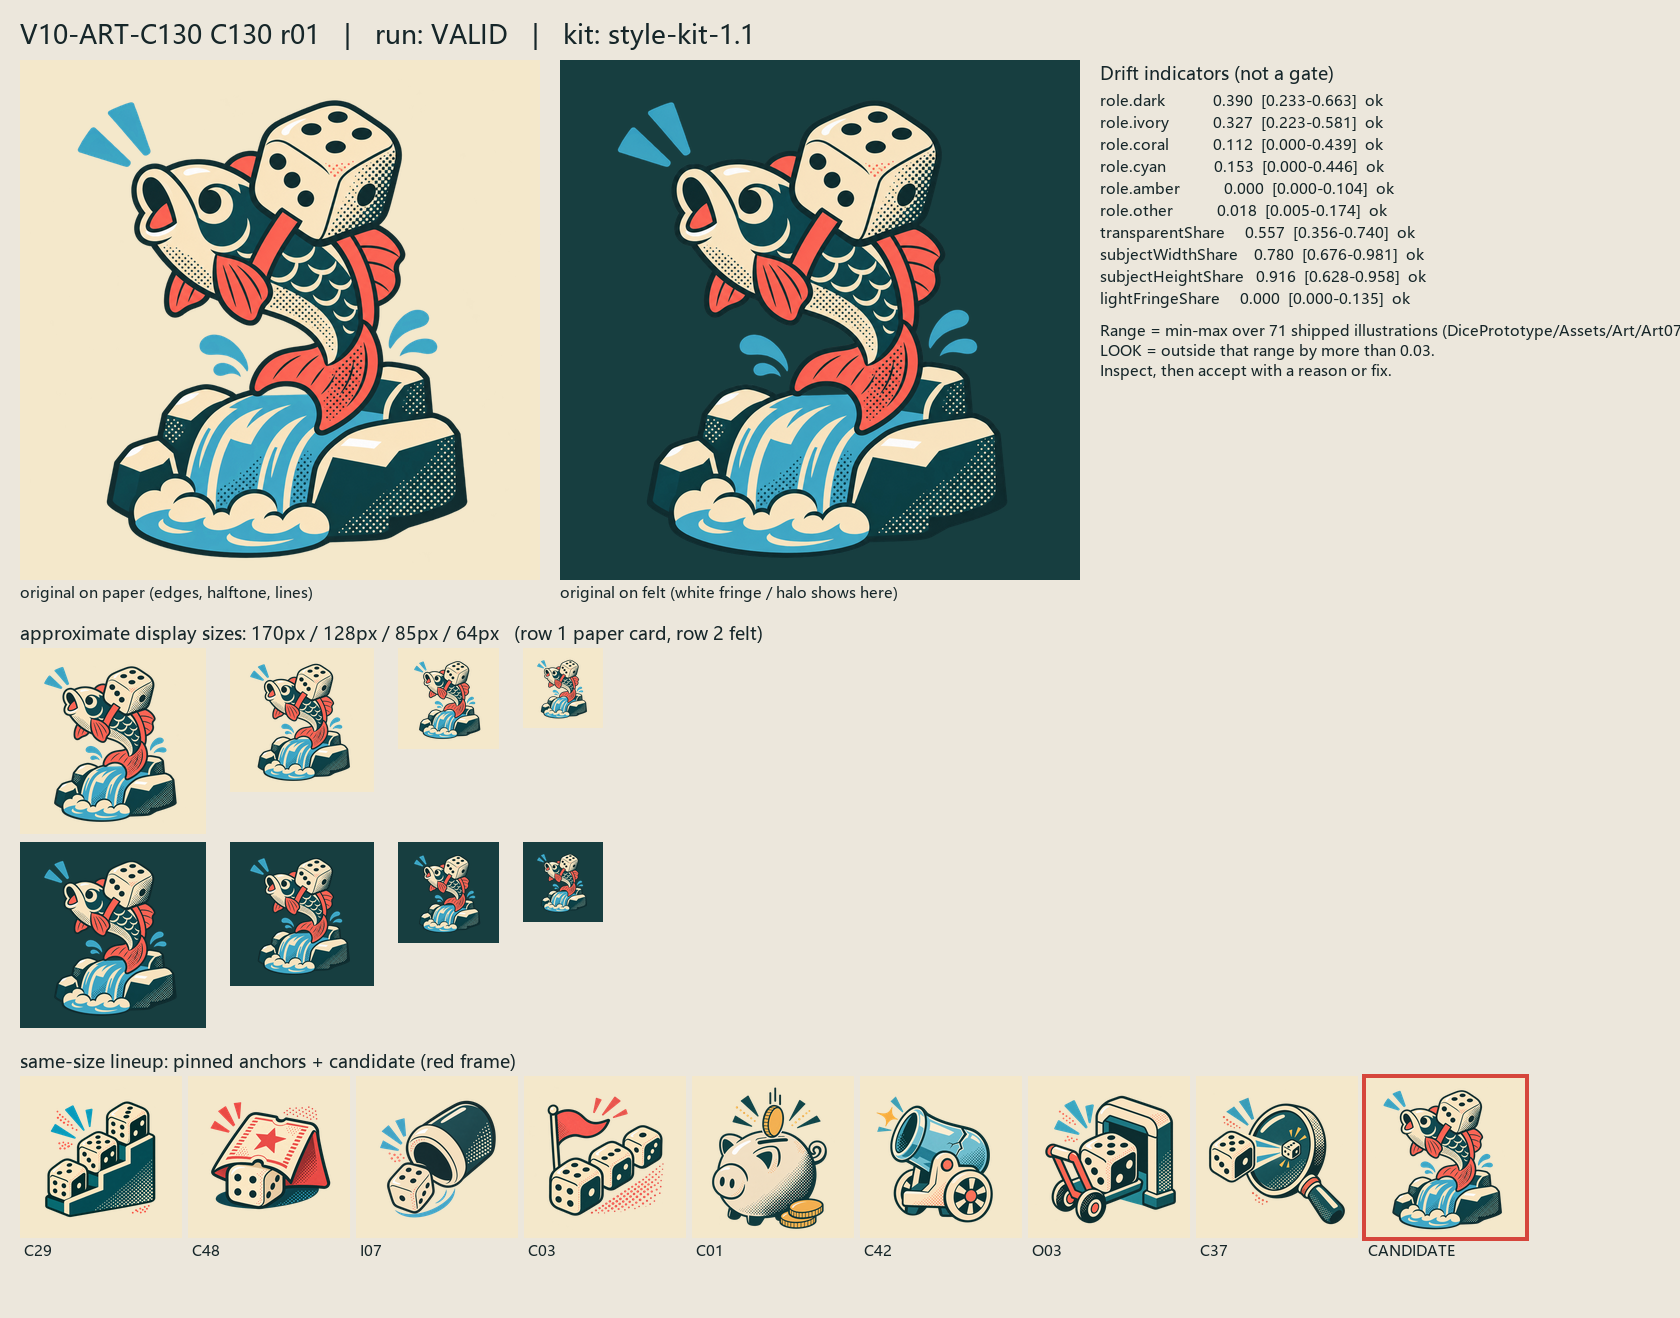 V10-ART-C130 C130 r01 | run: VALID | kit: style-kit-1.1
Drift indicators (not a gate)
role.dark 0.390 [0.233-0.663] ok
role.ivory 0.327 [0.223-0.581] ok
role.coral 0.112 [0.000-0.439] ok
role.cyan 0.153 [0.000-0.446] ok
role.amber 0.000 [0.000-0.104] ok
role.other 0.018 [0.005-0.174] ok
transparentShare 0.557 [0.356-0.740] ok
subjectWidthShare 0.780 [0.676-0.981] ok
subjectHeightShare 0.916 [0.628-0.958] ok
lightFringeShare 0.000 [0.000-0.135] ok
Range = min-max over 71 shipped illustrations (DicePrototype/Assets/Art/Art07
LOOK = outside that range by more than 0.03.
Inspect, then accept with a reason or fix.
original on paper (edges, halftone, lines)
original on felt (white fringe / halo shows here)
approximate display sizes: 170px / 128px / 85px / 64px (row 1 paper card, row 2 felt)
same-size lineup: pinned anchors + candidate (red frame)
C29
C48
I07
C03
C01
C42
O03
C37
CANDIDATE